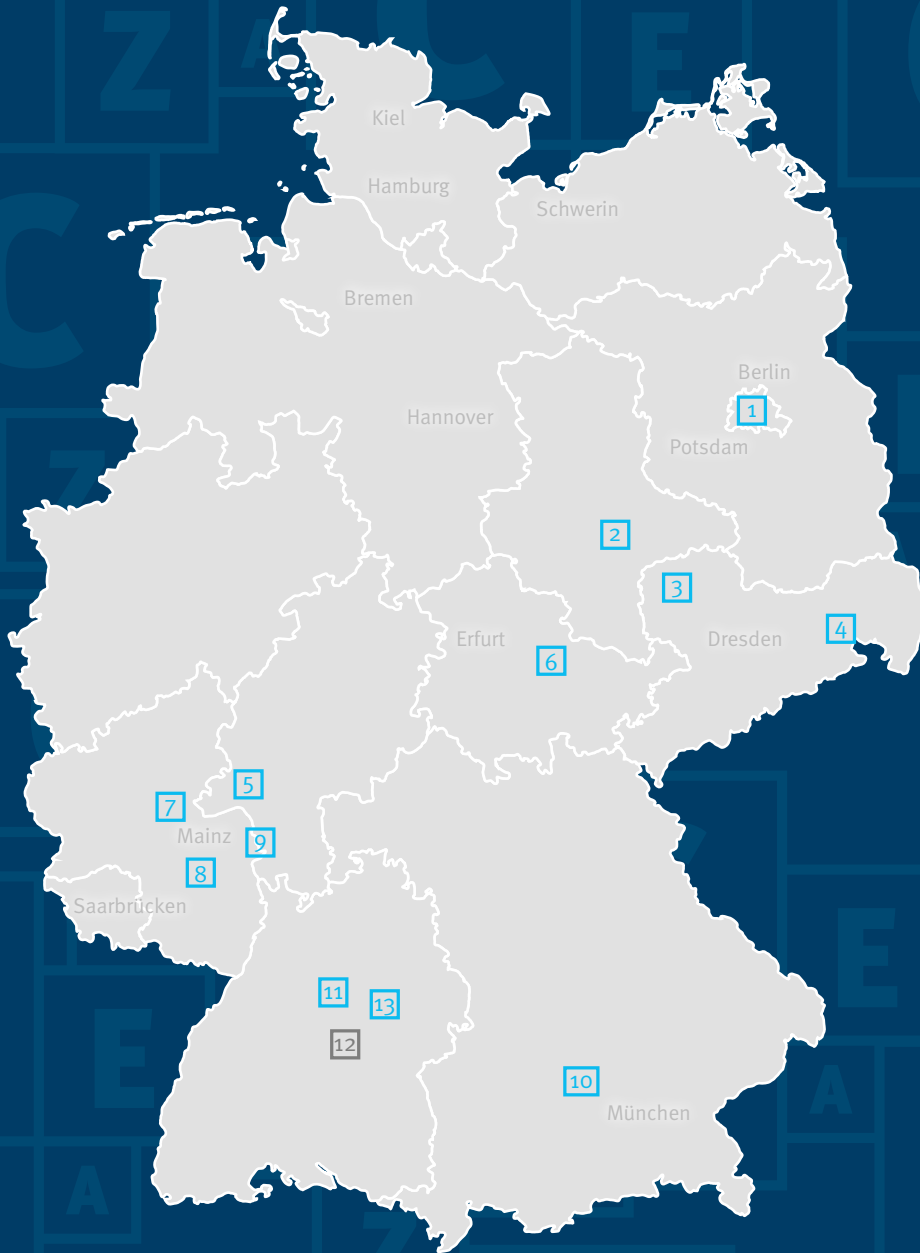 Z
A
C
E
C
Kiel
Hamburg
Schwerin
Bremen
Berlin
1
Hannover
Potsdam
Z
2
3
4
Erfurt
Dresden
6
5
7
Mainz
9
8
Saarbrücken
E
11
13
E
12
10
A
München
A
Z